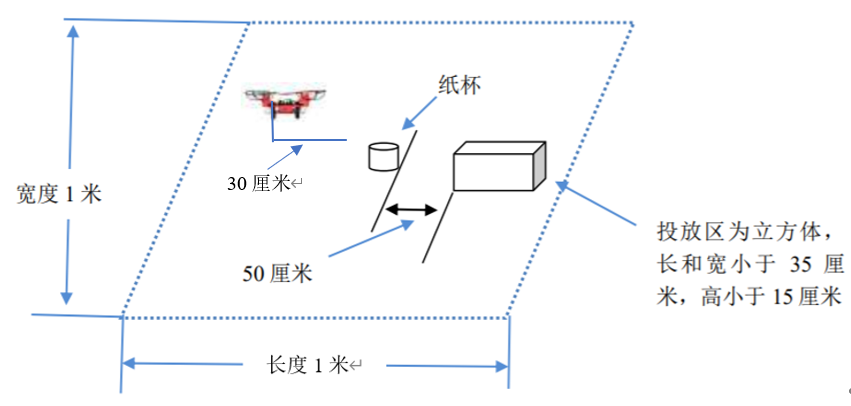 纸杯
30 厘米
宽度 1 米
50 厘米
投放区为立方体，
长和宽小于 35 厘
米，高小于 15 厘米
长度 1 米